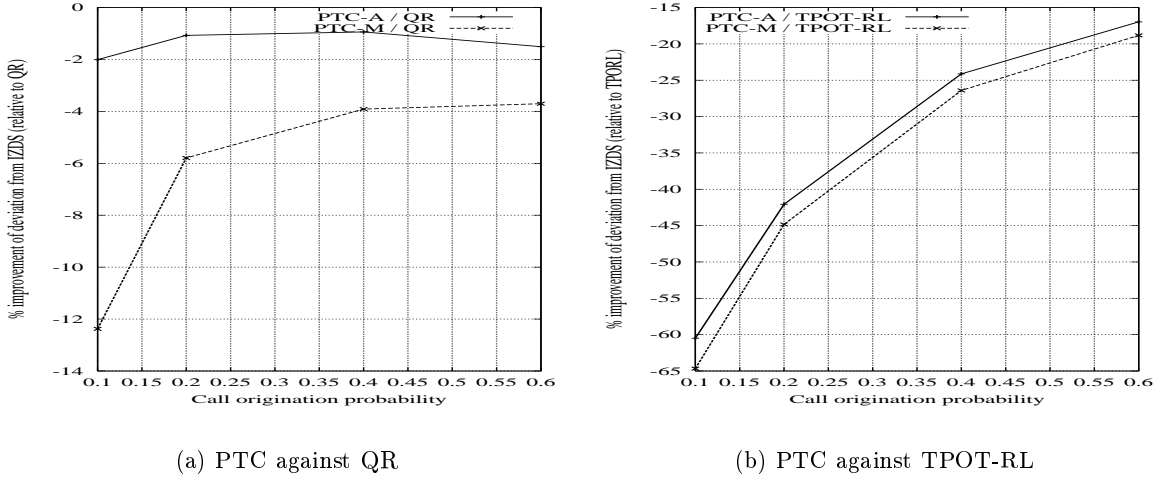 % improvement of deviation from IZDS (relative to QR)
0
-2
-4
-6
-8
-10
-12
-14
PTC-A / QR
PTC-M / QR
0.1 0.15 0.2 0.25 0.3 0.35 0.4 0.45 0.5 0.55 0.6
Call origination probability
(a) PTC against QR
% improvement of deviation from IZDS (relative to TPORL)
-15
-20
-25
-30
-35
-40
-45
-50
-55
-60
-65
PTC-A / TPOT-RL
PTC-M / TPOT-RL
0.1 0.15 0.2 0.25 0.3 0.35 0.4 0.45 0.5 0.55 0.6
Call origination probability
(b) PTC against TPOT-RL